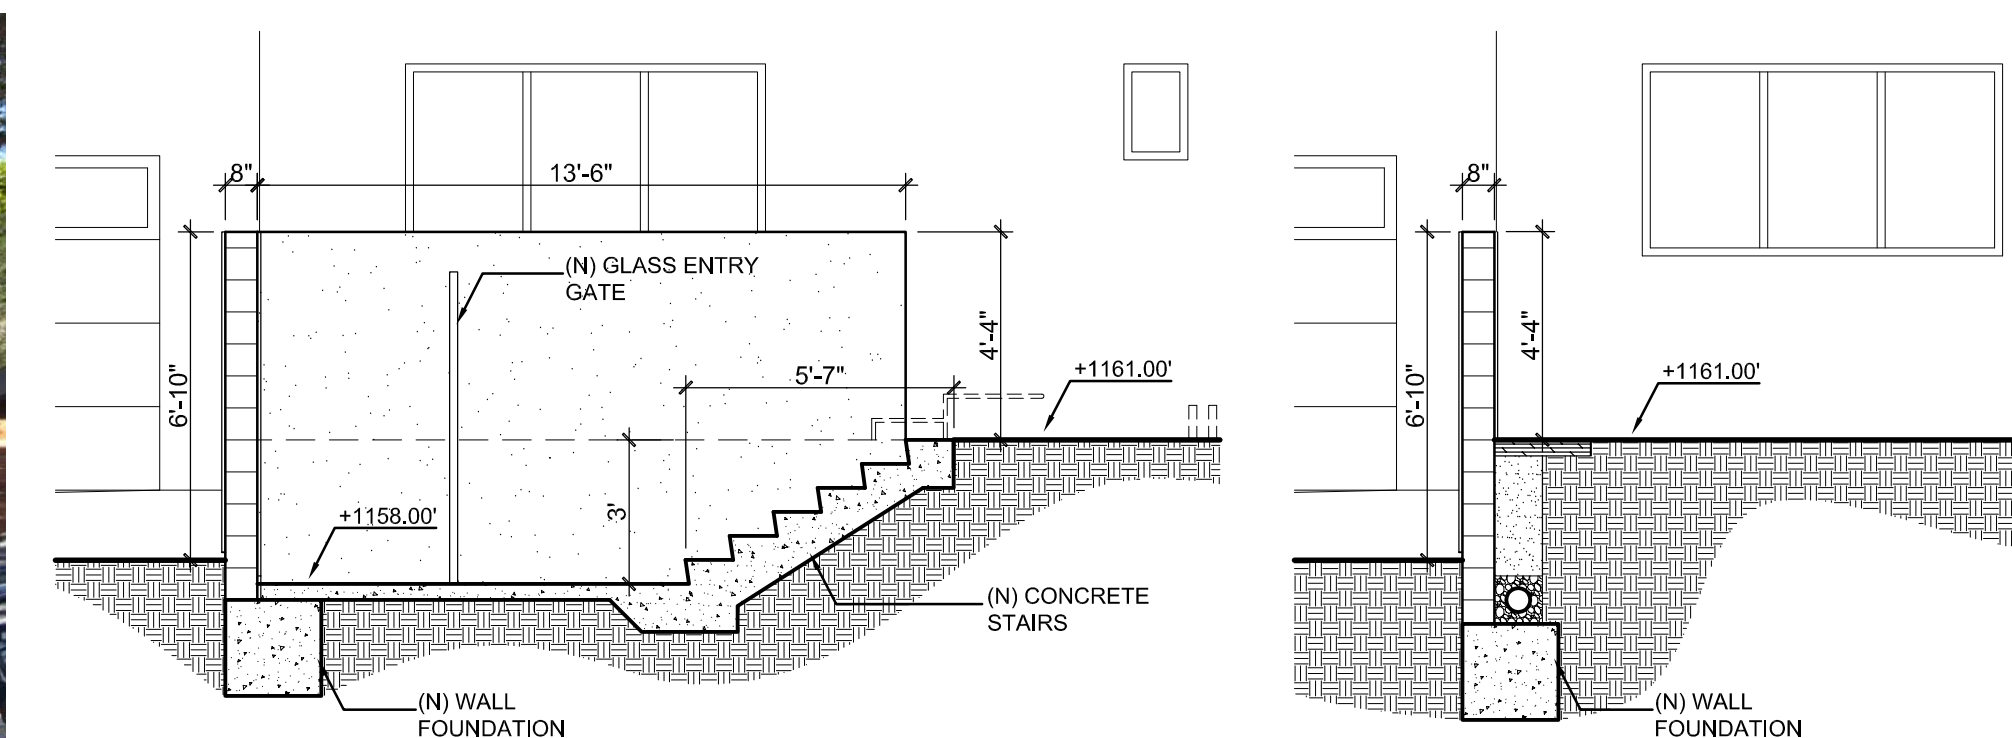 8"
13'-6"
(N) GLASS ENTRY
GATE
6'-10"
4'-4"
5'-7"
+1161.00'
3'
+1158.00'
(N) CONCRETE
STAIRS
(N) WALL
FOUNDATION
8"
6'-10"
4'-4"
+1161.00'
(N) WALL
FOUNDATION